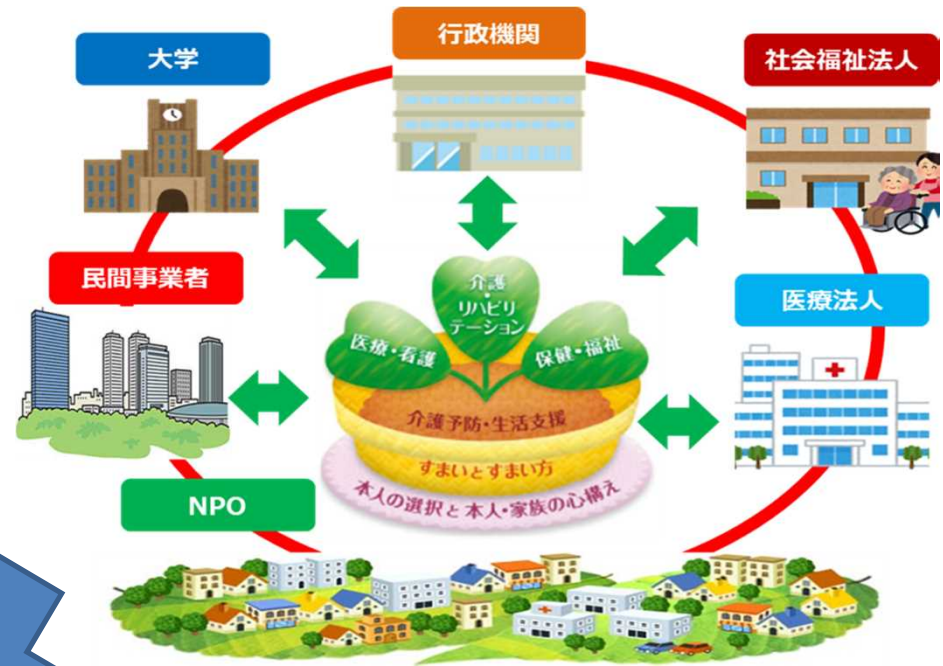 行政機関
大学
社会福祉法人
民間事業者
医療法人
介護
・
リハビリ
テーション
医療・看護
保健・福祉
介護予防・生活支援
すまいとすまい方
本人の選択と本人・家族の心構え
NPO